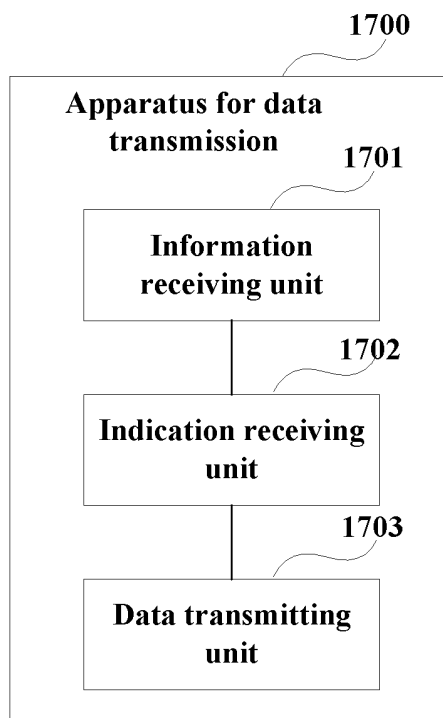 1700
Apparatus for data
transmission
1701
Information
receiving unit
1702
Indication receiving
unit
1703
Data transmitting
unit